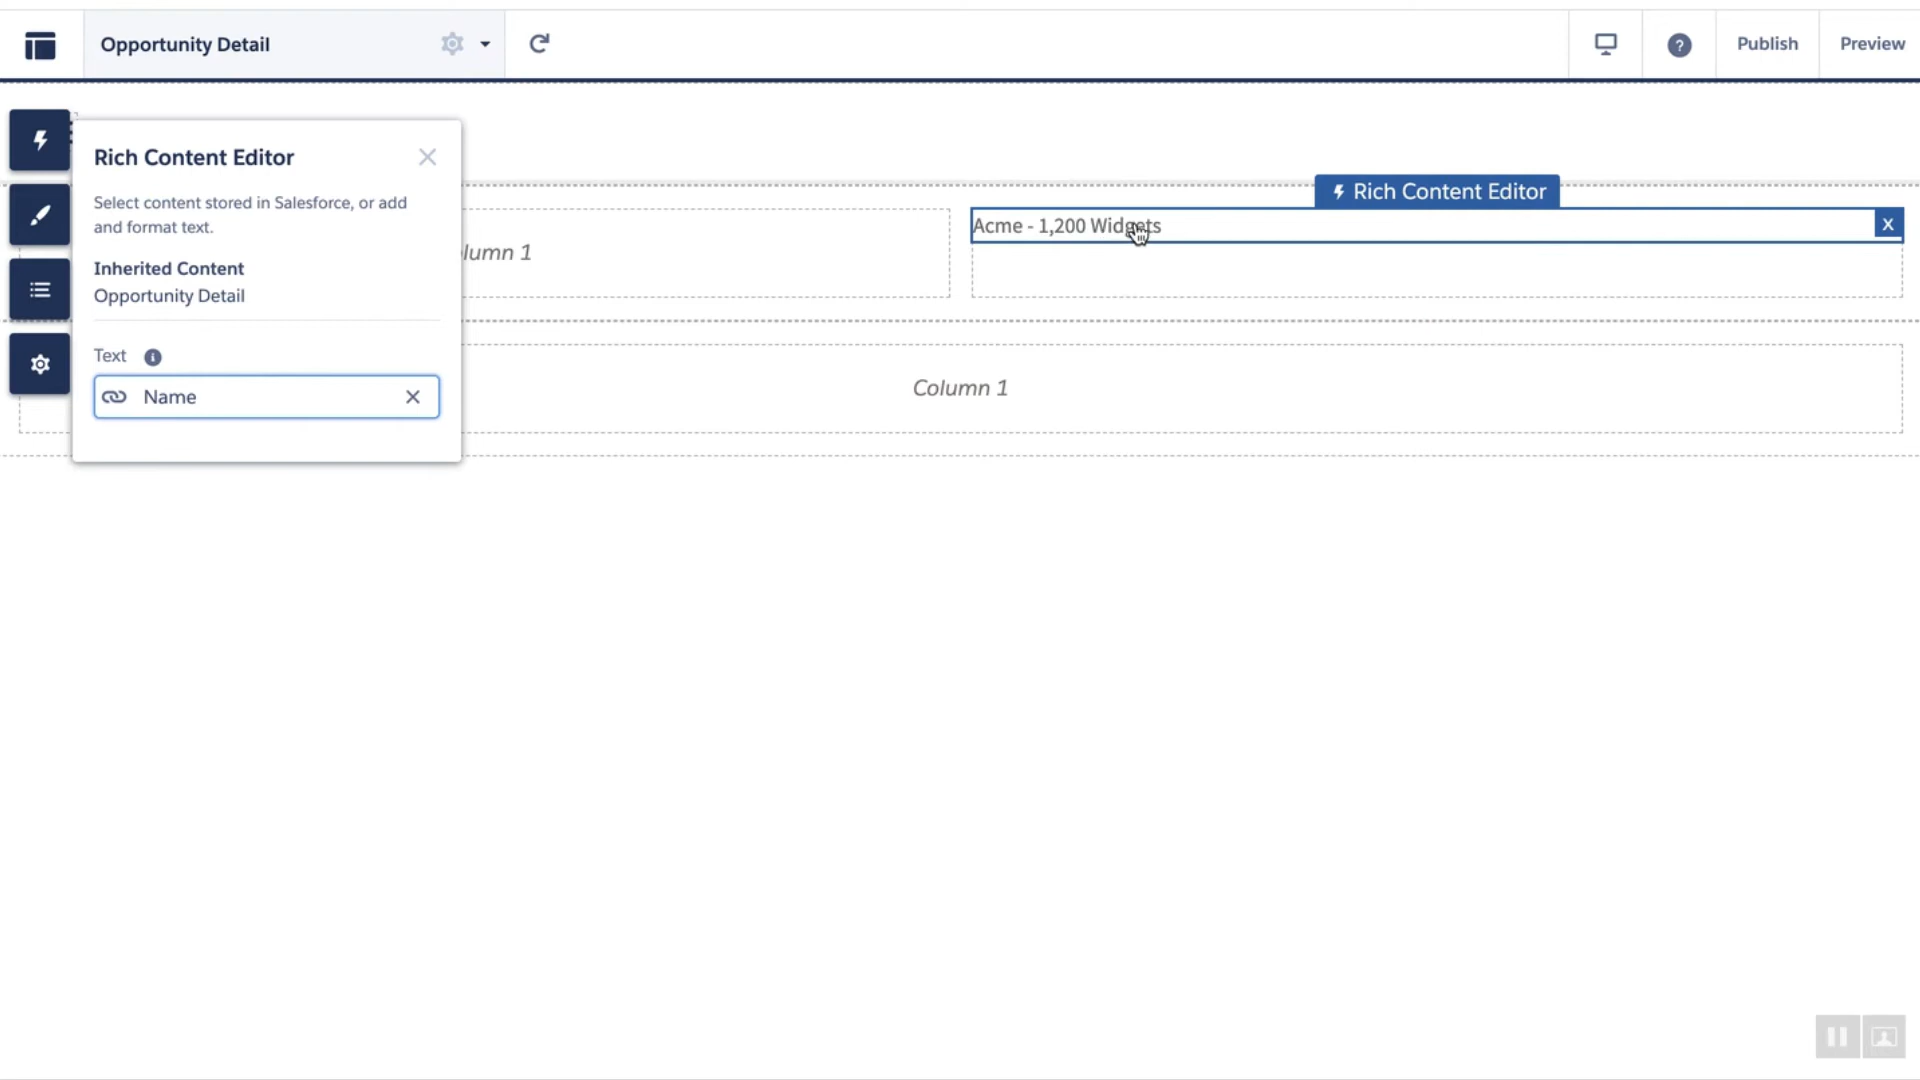 Opportunity Detail
?
Publish
Preview
Rich Content Editor
Select content stored in Salesforce, or add
and format text.
Inherited Content
Opportunity Detail
Text i
Name
lumn 1
Rich Content Editor
Acme - 1,200 Widgets
X
Column 1